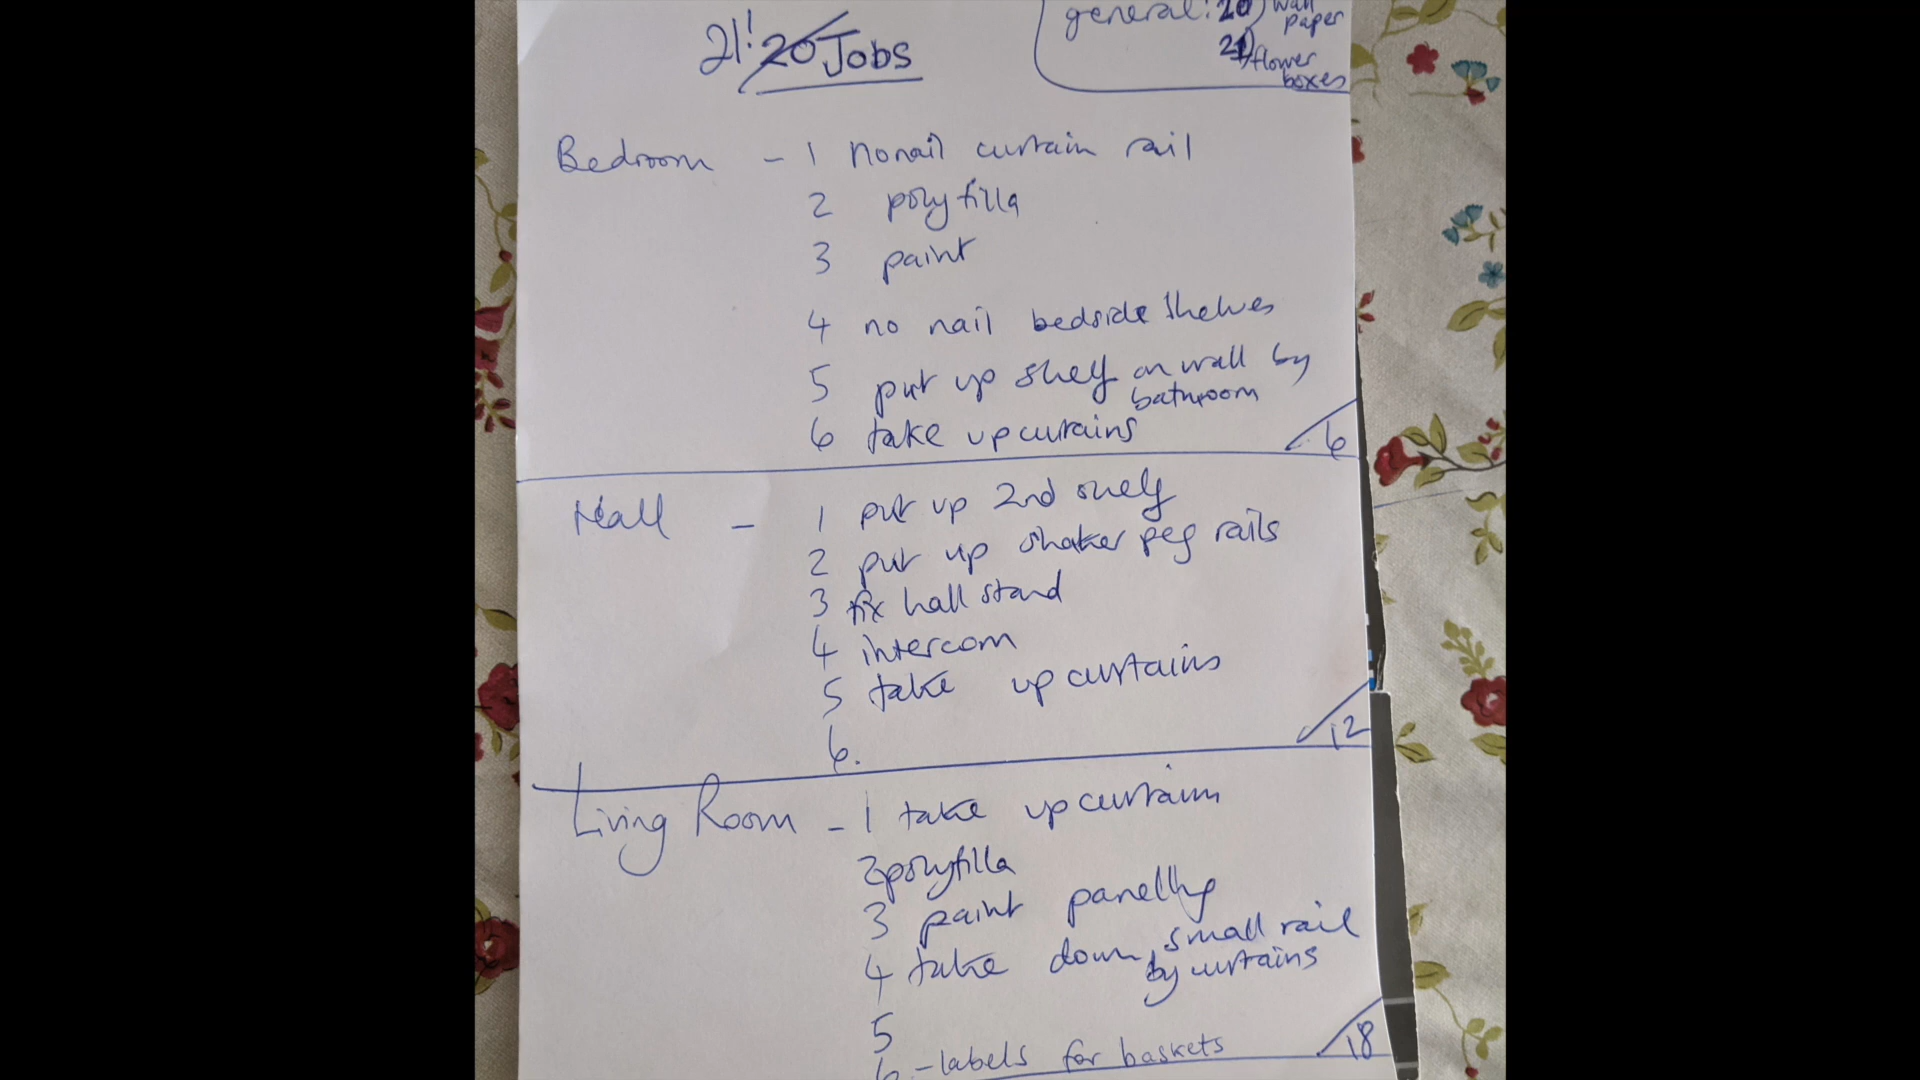 21! 20 Jobs
general: 20) wall
paper
21) flower
boxes
Bedroom - 1 no nail curtain rail
2 polyfilla
3 paint
4 no nail bedside shelves
5 put up shelf on wall by
bathroom
6 take up curtains
6
Hall - 1 put up 2nd shelf
2 put up shaker peg rails
3 fix hall stand
4 intercom
5 take up curtains
6.
12
Living Room - 1 take up curtains
2 polyfilla
3 paint panelling
4 take down small rail
by curtains
5
6 - labels for baskets
18